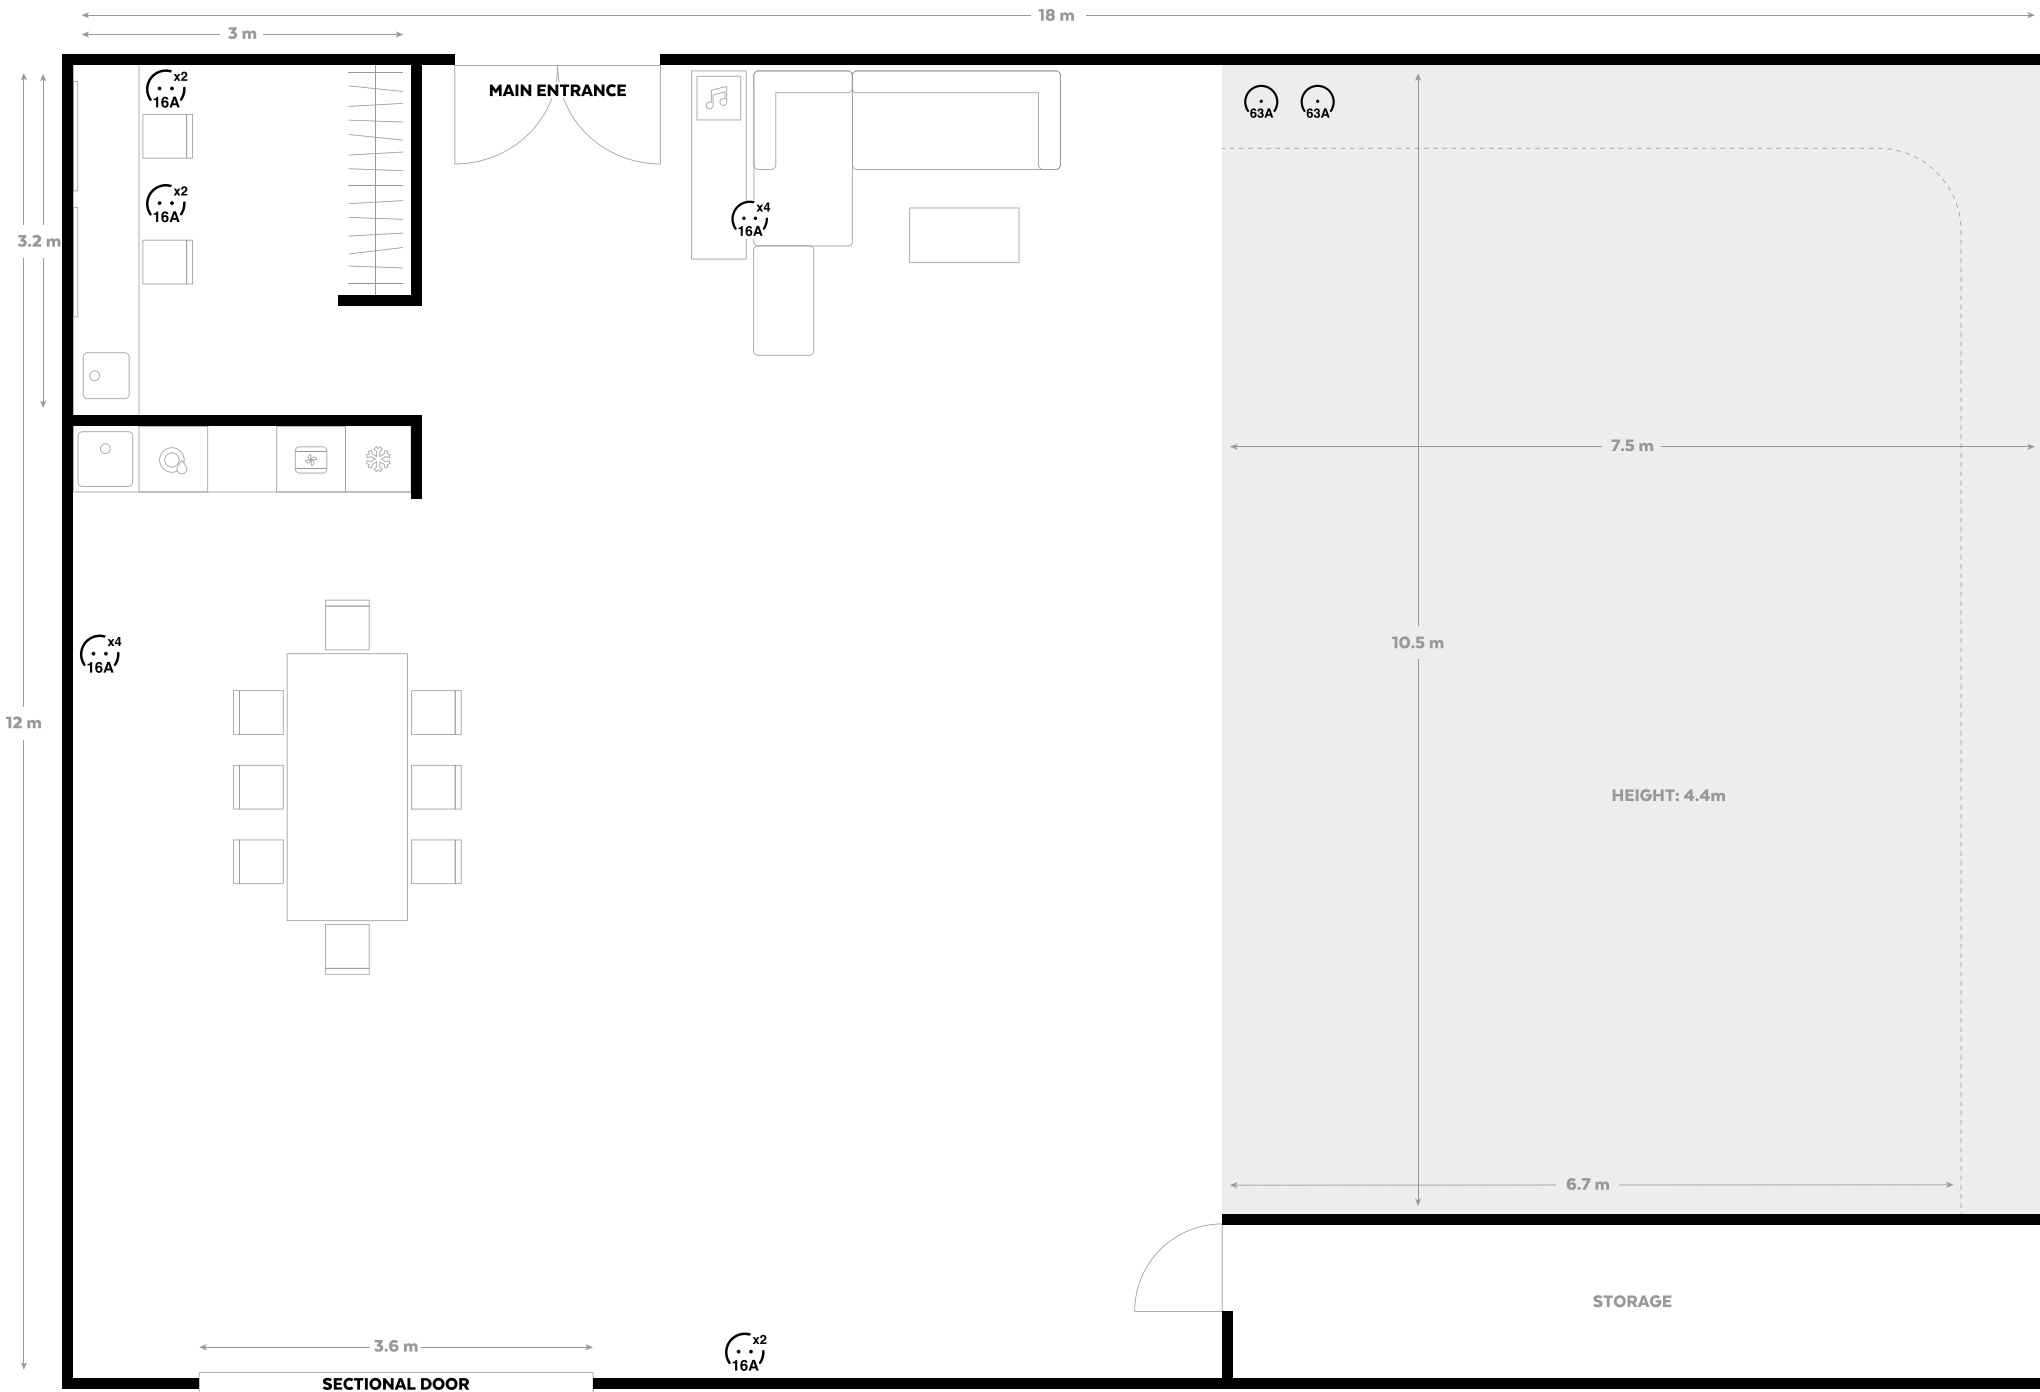 18 m
3 m
x2
16A
MAIN ENTRANCE
63A
63A
x2
16A
x4
16A
3.2 m
7.5 m
10.5 m
x4
16A
12 m
HEIGHT: 4.4m
6.7 m
STORAGE
3.6 m
x2
16A
SECTIONAL DOOR